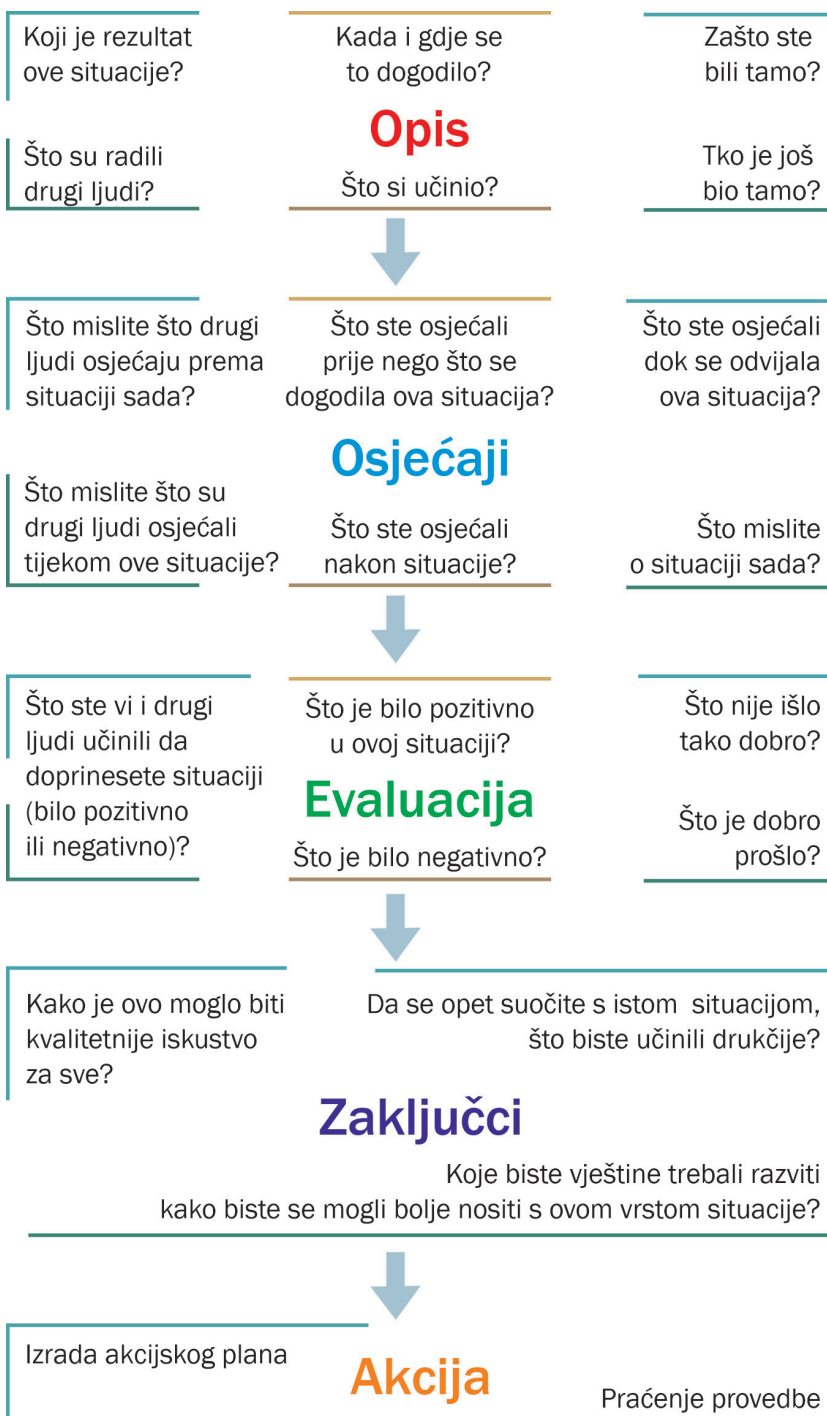 Koji je rezultat
ove situacije?
Kada i gdje se
to dogodilo?
Zašto ste
bili tamo?
Opis
Što su radili
drugi ljudi?
Što si učinio?
Tko je još
bio tamo?
Što mislite što drugi
ljudi osjećaju prema
situaciji sada?
Što ste osjećali
prije nego što se
dogodila ova situacija?
Što ste osjećali
dok se odvijala
ova situacija?
Osjećaji
Što mislite što su
drugi ljudi osjećali
tijekom ove situacije?
Što ste osjećali
nakon situacije?
Što mislite
o situaciji sada?
Što ste vi i drugi
ljudi učinili da
doprinesete situaciji
(bilo pozitivno
ili negativno)?
Što je bilo pozitivno
u ovoj situaciji?
Što nije išlo
tako dobro?
Evaluacija
Što je bilo negativno?
Što je dobro
prošlo?
Kako je ovo moglo biti
kvalitetnije iskustvo
za sve?
Da se opet suočite s istom situacijom,
što biste učinili drukčije?
Zaključci
Koje biste vještine trebali razviti
kako biste se mogli bolje nositi s ovom vrstom situacije?
Izrada akcijskog plana
Akcija
Praćenje provedbe